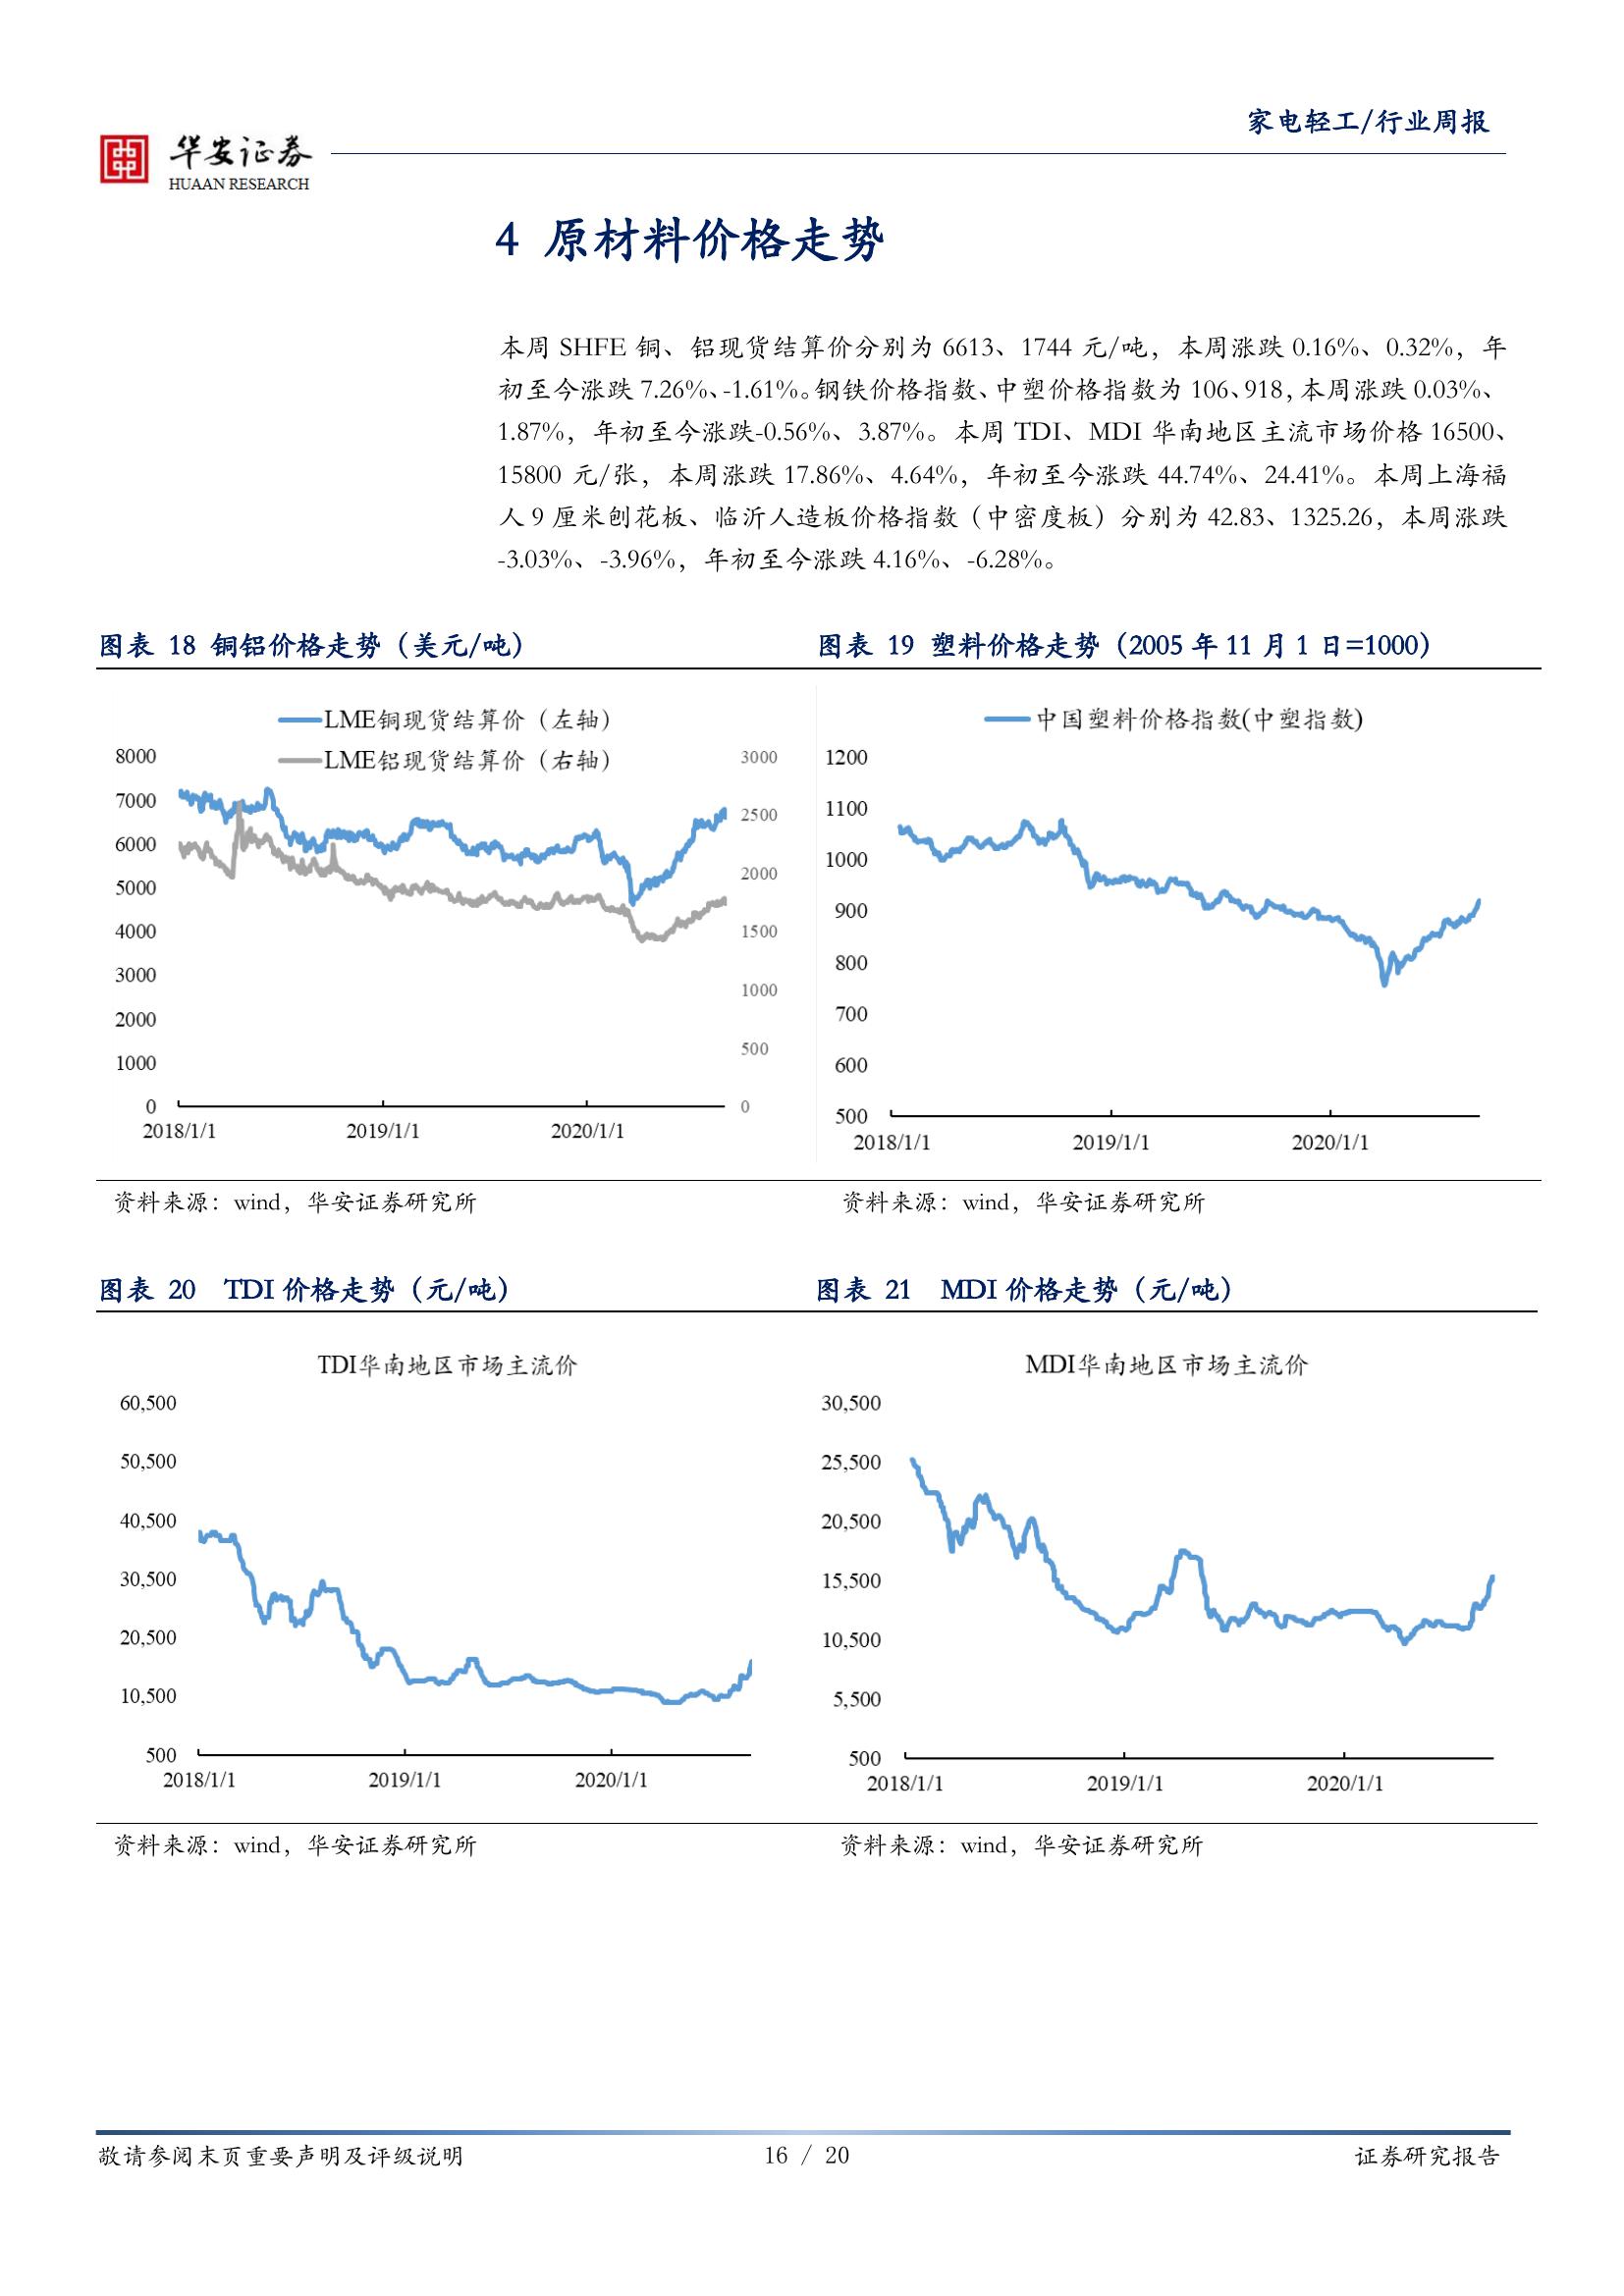 家电轻工/行业周报
华安证券
HUAAN RESEARCH
4 原材料价格走势
本周 SHFE 铜、铝现货结算价分别为 6613、1744 元/吨，本周涨跌 0.16%、0.32%，年
初至今涨跌 7.26%、-1.61%。钢铁价格指数、中塑价格指数为 106、918，本周涨跌 0.03%、
1.87%，年初至今涨跌-0.56%、3.87%。本周 TDI、MDI 华南地区主流市场价格 16500、
15800 元/张，本周涨跌 17.86%、4.64%，年初至今涨跌 44.74%、24.41%。本周上海福
人 9 厘米刨花板、临沂人造板价格指数（中密度板）分别为 42.83、1325.26，本周涨跌
-3.03%、-3.96%，年初至今涨跌 4.16%、-6.28%。
图表 18 铜铝价格走势（美元/吨）
LME铜现货结算价（左轴）
LME铝现货结算价（右轴）
8000
7000
6000
5000
4000
3000
2000
1000
0
3000
2500
2000
1500
1000
500
0
2018/1/1 2019/1/1 2020/1/1
资料来源：wind，华安证券研究所
图表 19 塑料价格走势（2005 年 11 月 1 日=1000）
中国塑料价格指数(中塑指数)
1200
1100
1000
900
800
700
600
500
2018/1/1 2019/1/1 2020/1/1
资料来源：wind，华安证券研究所
图表 20 TDI 价格走势（元/吨）
TDI华南地区市场主流价
60,500
50,500
40,500
30,500
20,500
10,500
500
2018/1/1 2019/1/1 2020/1/1
资料来源：wind，华安证券研究所
图表 21 MDI 价格走势（元/吨）
MDI华南地区市场主流价
30,500
25,500
20,500
15,500
10,500
5,500
500
2018/1/1 2019/1/1 2020/1/1
资料来源：wind，华安证券研究所
敬请参阅末页重要声明及评级说明 16 / 20 证券研究报告